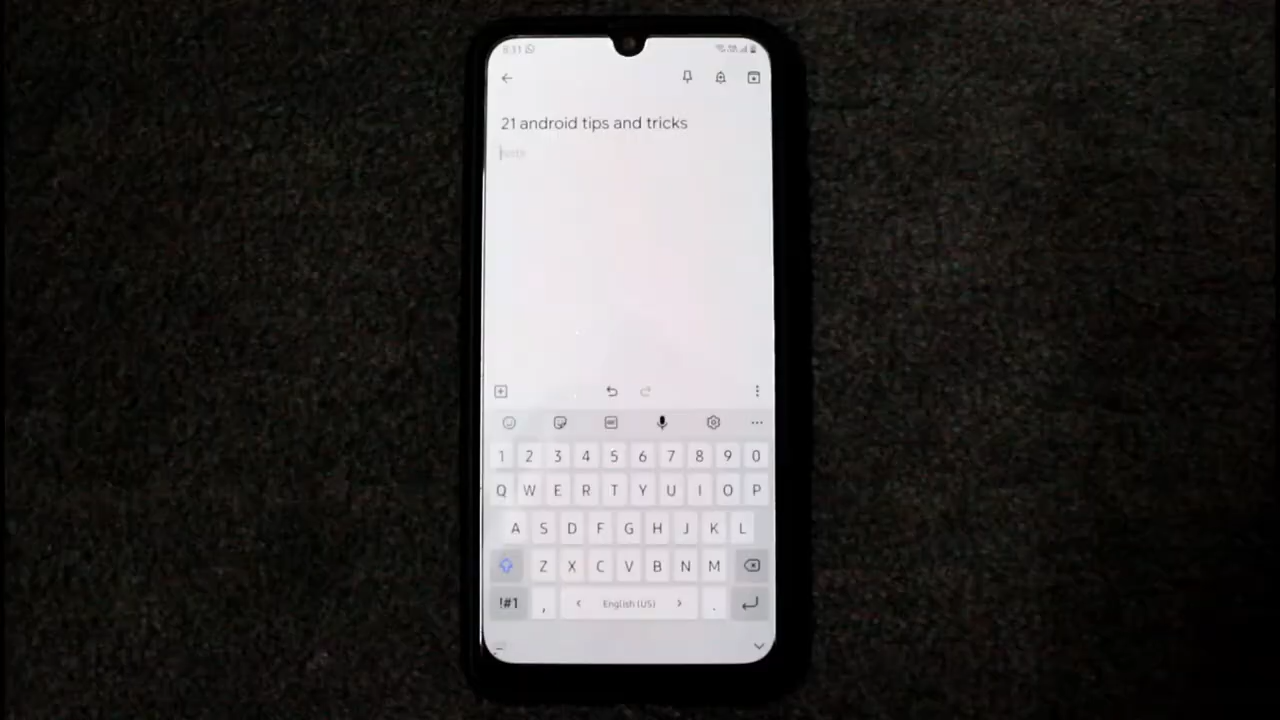 21 android tips and tricks
1 2 3 4 5 6 7 8 9 0
Q W E R T Y U I O P
A S D F G H J K L
Z X C V B N M
!#1 , < English (US) > .